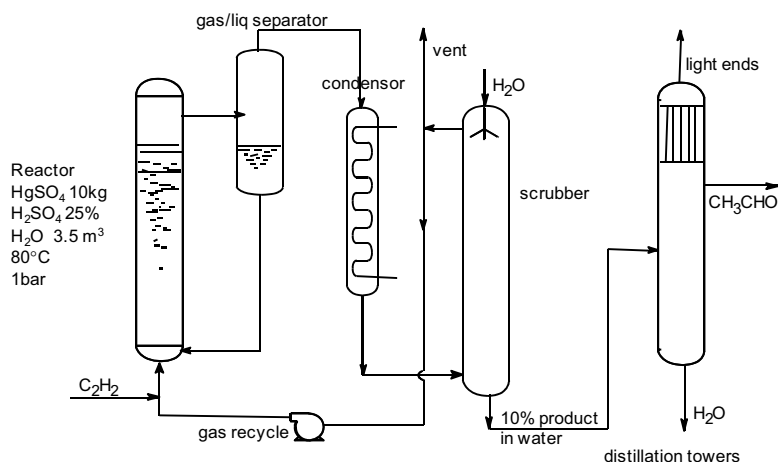 gas/liq separator
vent
condensor
H₂O
light ends
Reactor
HgSO₄ 10kg
H₂SO₄ 25%
H₂O 3.5 m³
80°C
1bar
scrubber
CH₃CHO
C₂H₂
gas recycle
10% product
in water
H₂O
distillation towers